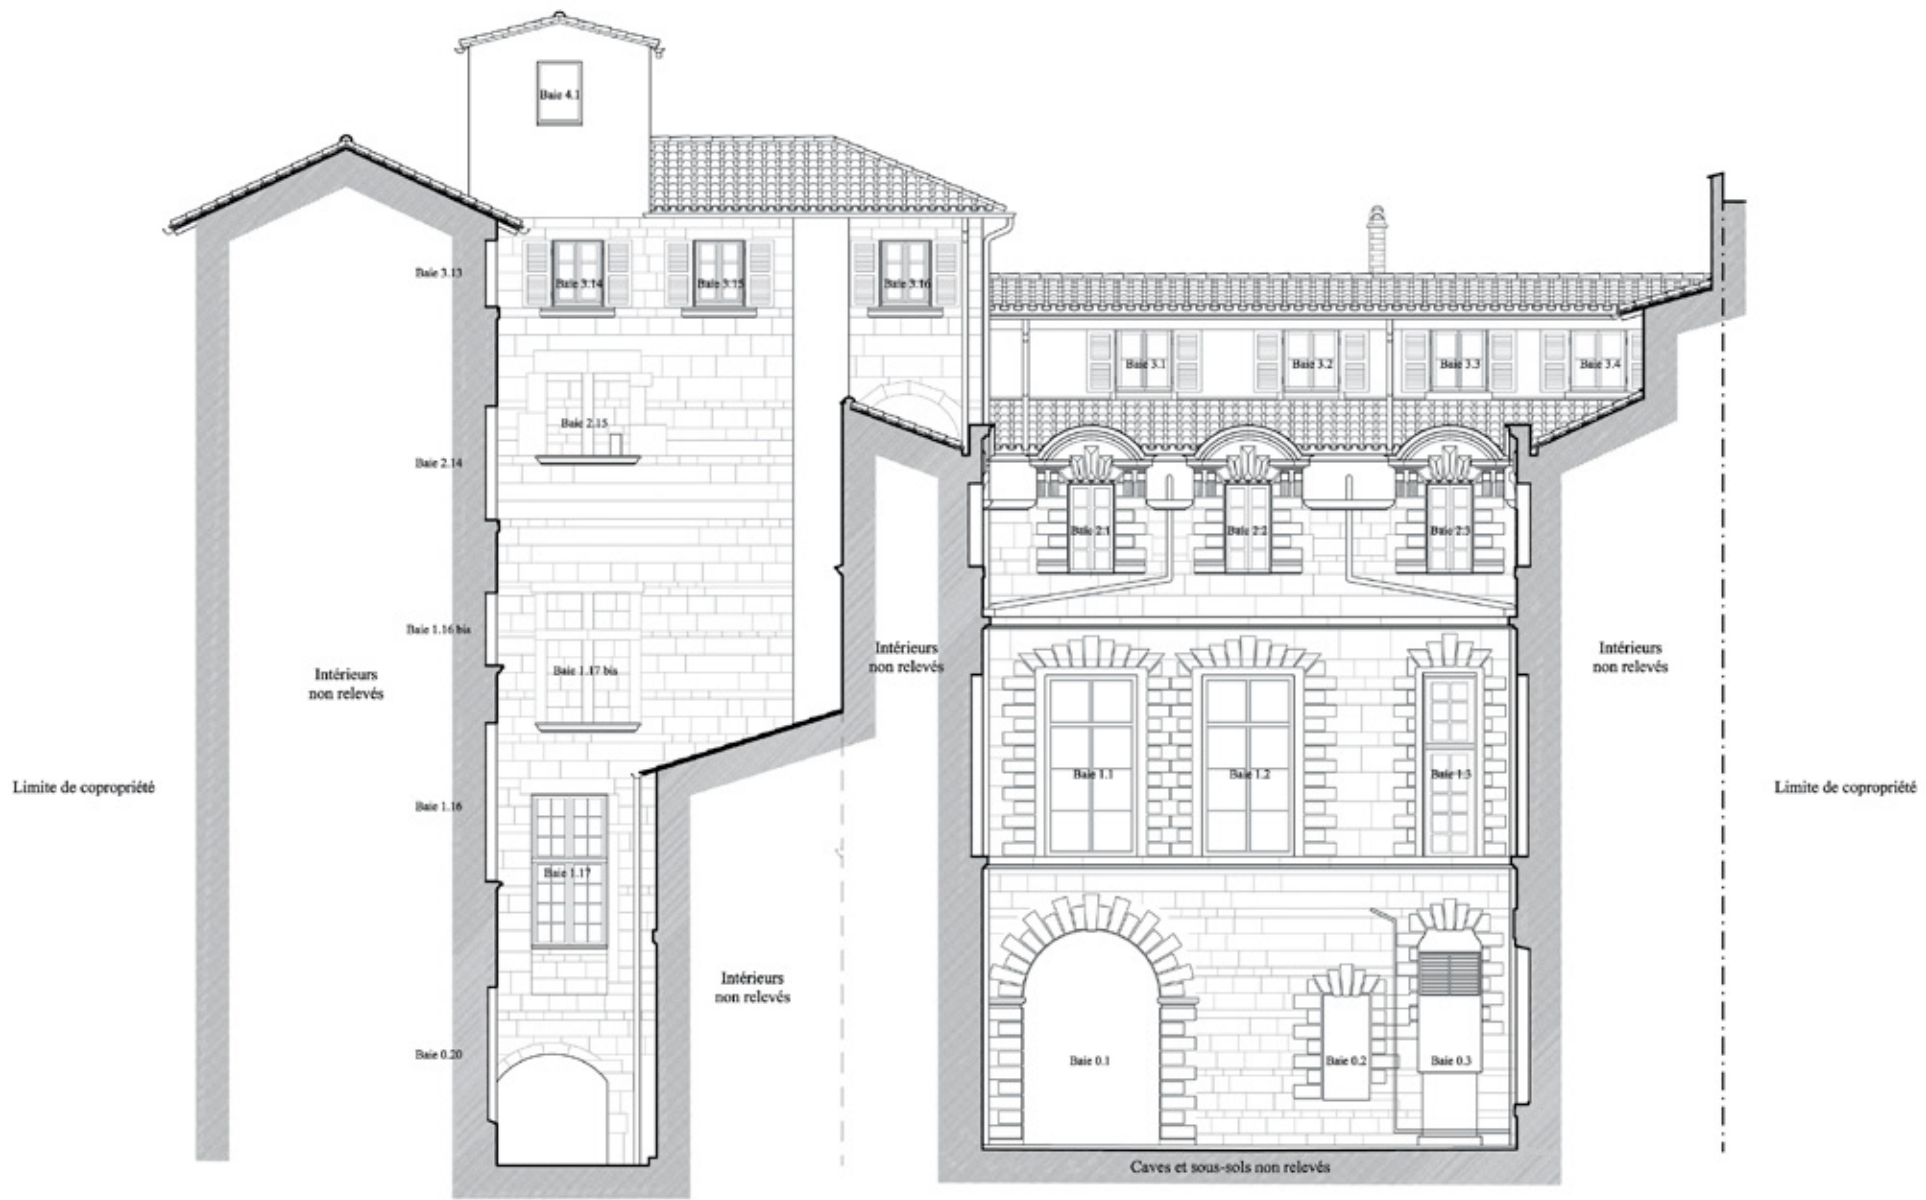 Baie 4.1
Baie 3.13
Baie 3.14
Baie 3.15
Baie 3.16
Baie 3.1
Baie 3.2
Baie 3.3
Baie 3.4
Baie 2.15
Baie 2.14
Baie 2.1
Baie 2.2
Baie 2.3
Baie 1.16 bis
Baie 1.17 bis
Intérieurs
non relevés
Intérieurs
non relevés
Intérieurs
non relevés
Limite de copropriété
Baie 1.16
Baie 1.17
Baie 1.1
Baie 1.2
Baie 1.3
Limite de copropriété
Intérieurs
non relevés
Baie 0.20
Baie 0.1
Baie 0.2
Baie 0.3
Caves et sous-sols non relevés